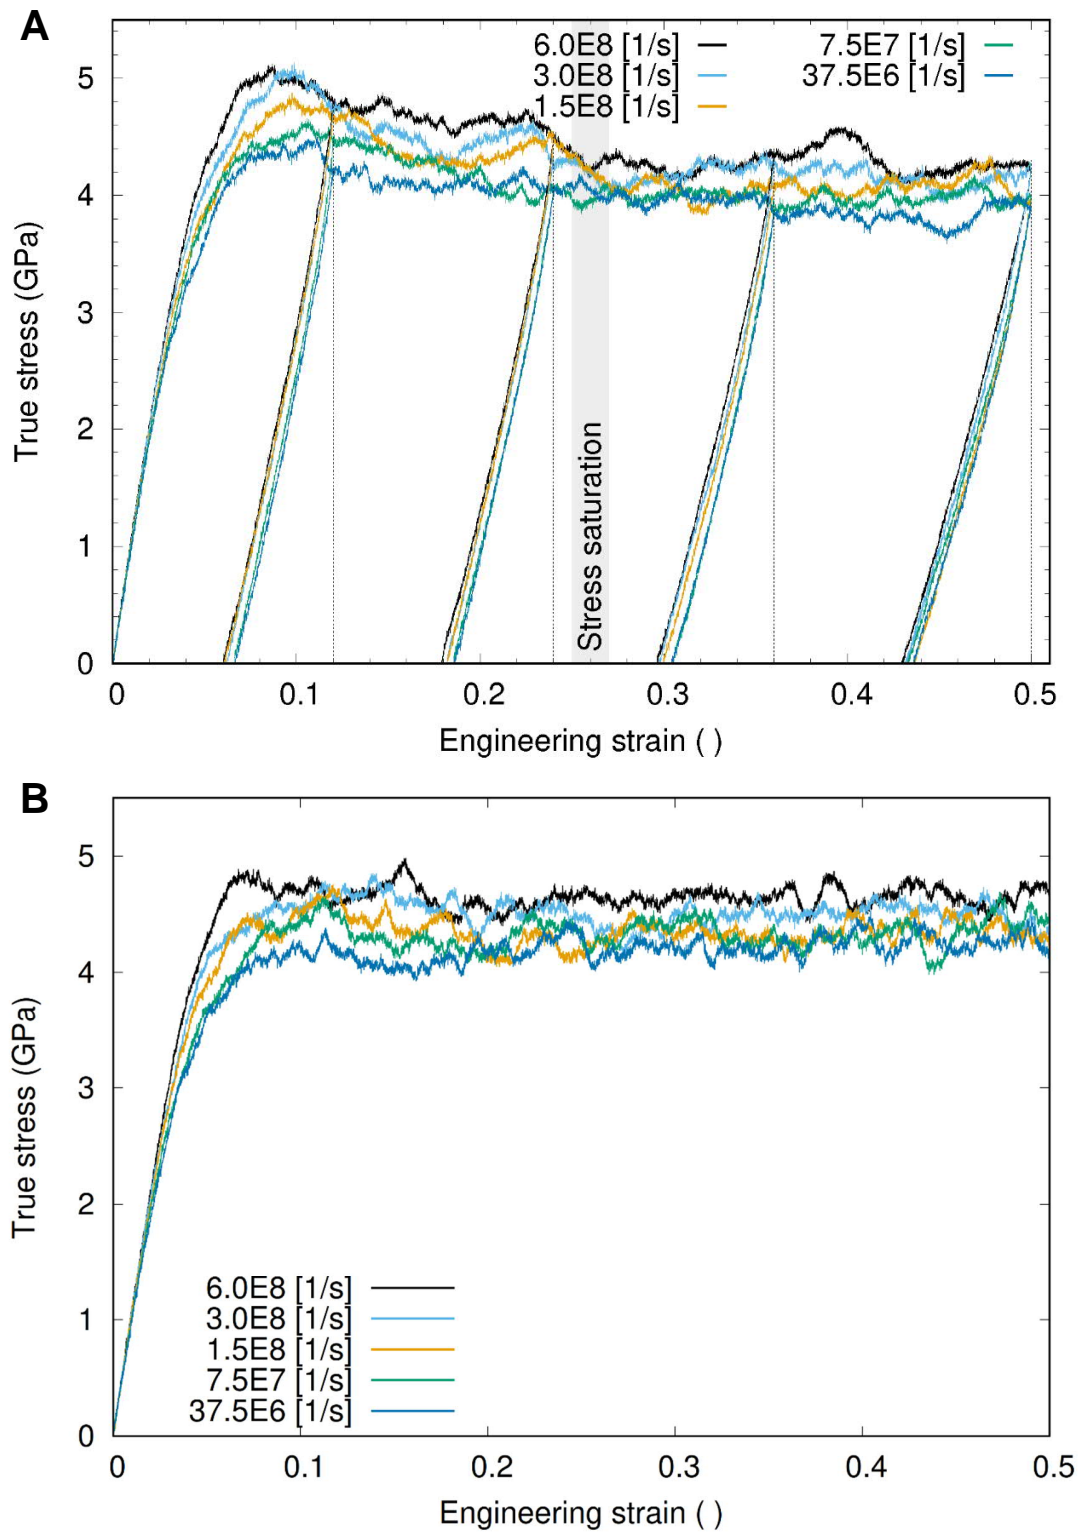 A
6.0E8 [1/s]
3.0E8 [1/s]
1.5E8 [1/s]
7.5E7 [1/s]
37.5E6 [1/s]
5
4
3
2
1
0
True stress (GPa)
Stress saturation
0
0.1
0.2
0.3
0.4
0.5
Engineering strain ( )
B
5
4
3
2
1
0
True stress (GPa)
6.0E8 [1/s]
3.0E8 [1/s]
1.5E8 [1/s]
7.5E7 [1/s]
37.5E6 [1/s]
0
0.1
0.2
0.3
0.4
0.5
Engineering strain ( )